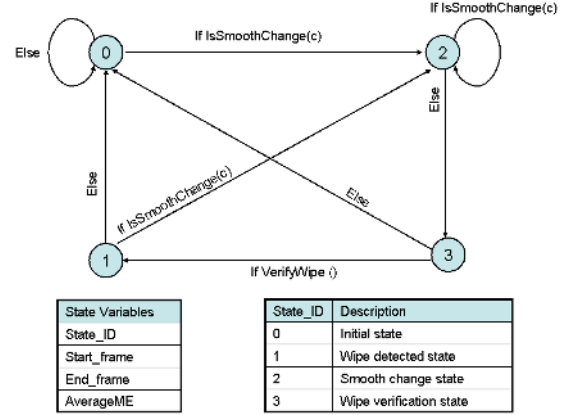 If IsSmoothChange(c)
If IsSmoothChange(c)
Else
0
2
Else
Else
If IsSmoothChange(c)
Else
1
3
If VerifyWipe ()
State Variables
State_ID
Start_frame
End_frame
AverageME
State_ID Description
0 Initial state
1 Wipe detected state
2 Smooth change state
3 Wipe verification state